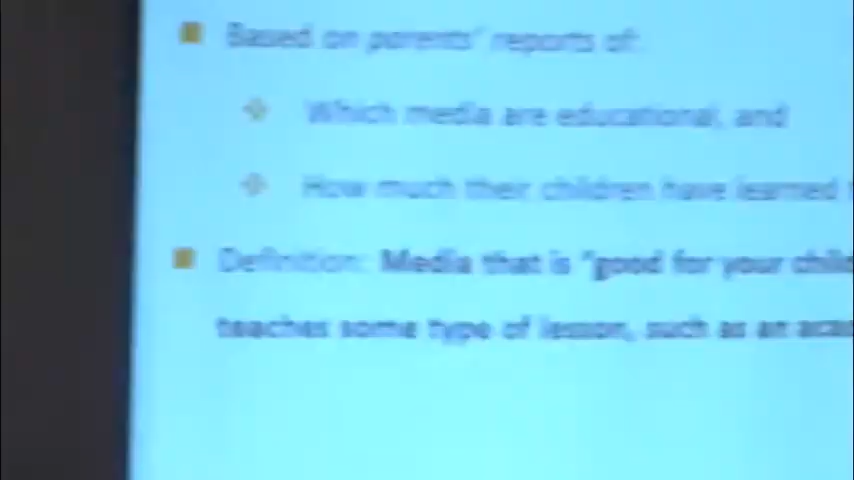 Based on parents' reports of:
Which media are educational, and
How much their children have learned
Definition: Media that is "good for your child
teaches some type of lesson, such as an